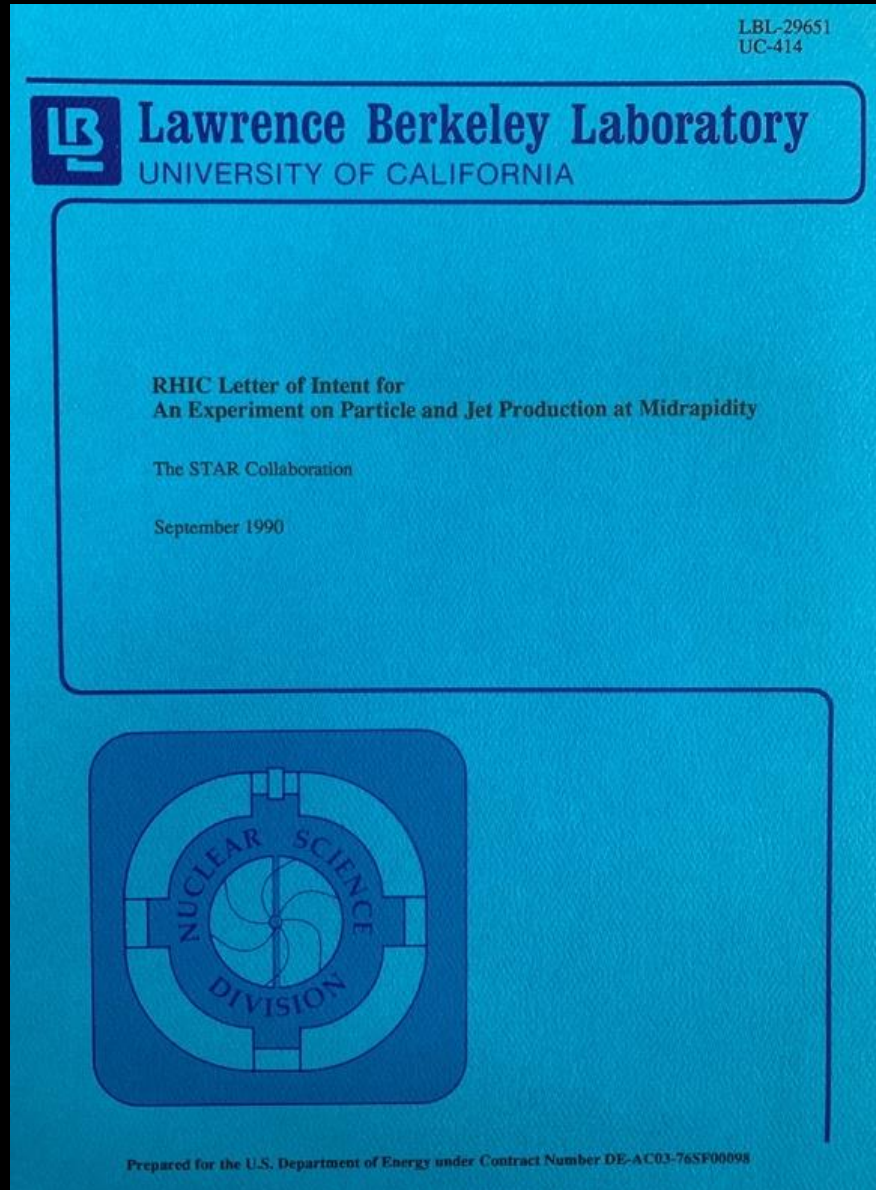 LBL-29651
UC-414
LB
Lawrence Berkeley Laboratory
UNIVERSITY OF CALIFORNIA
RHIC Letter of Intent for
An Experiment on Particle and Jet Production at Midrapidity
The STAR Collaboration
September 1990
NUCLEAR SCIENCE
DIVISION
Prepared for the U.S. Department of Energy under Contract Number DE-AC03-76SF00098